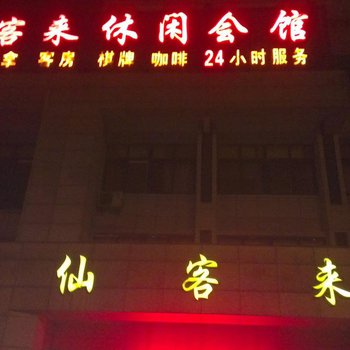 客来休闲会馆
拿 客房 棋牌 咖啡 24小时服务
仙客来